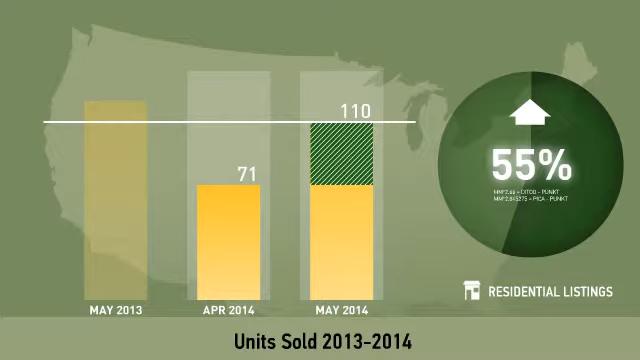 110
71
MAY 2013
APR 2014
MAY 2014
55%
RESIDENTIAL LISTINGS
Units Sold 2013-2014